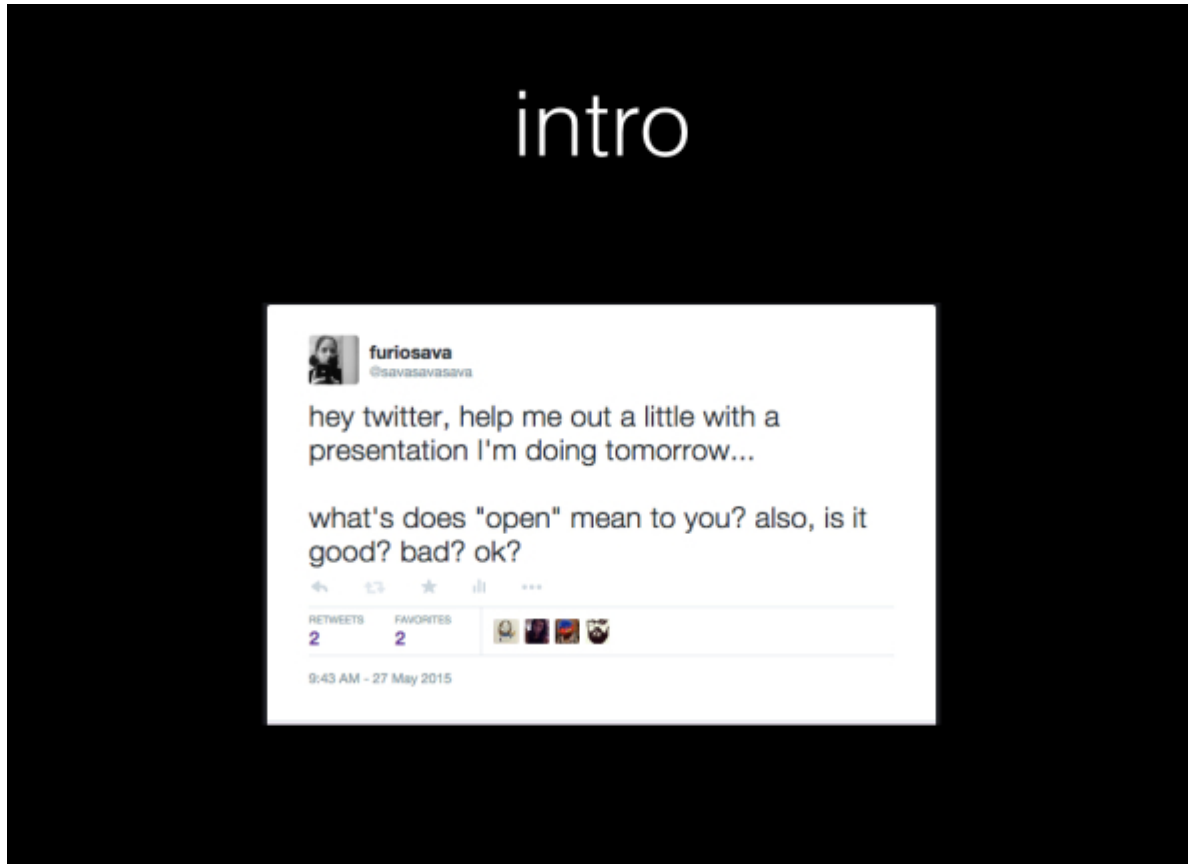 intro
furiosava
@savasavasava
hey twitter, help me out a little with a
presentation I'm doing tomorrow...
what's does "open" mean to you? also, is it
good? bad? ok?
RETWEETS FAVORITES
2 2
9:43 AM - 27 May 2015